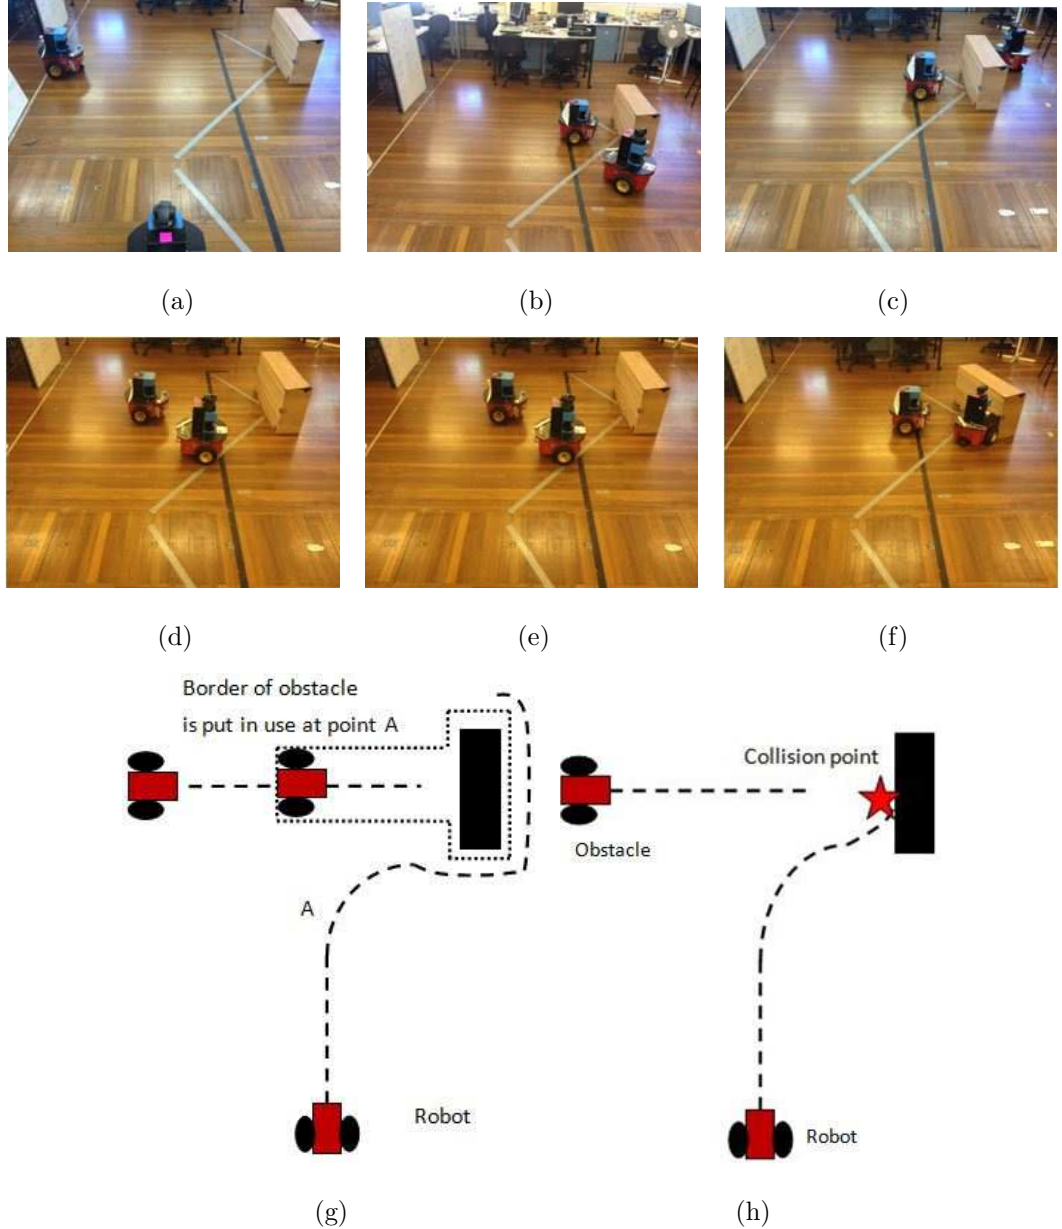 (a)
(b)
(c)
(d)
(e)
(f)
Border of obstacle
is put in use at point A
A
Robot
Collision point
Obstacle
Robot
(g)
(h)